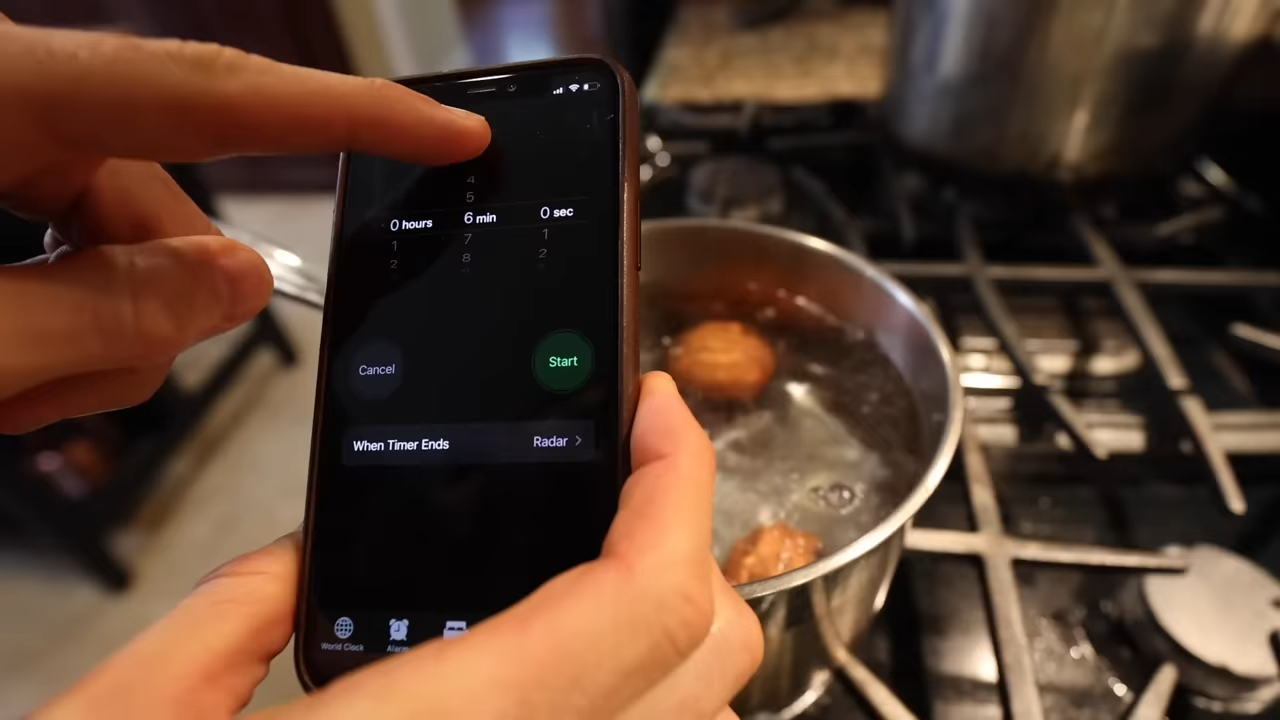 4
5
0 hours 6 min 0 sec
1 7 1
2 8 2
Cancel Start
When Timer Ends Radar
World Clock Alarm